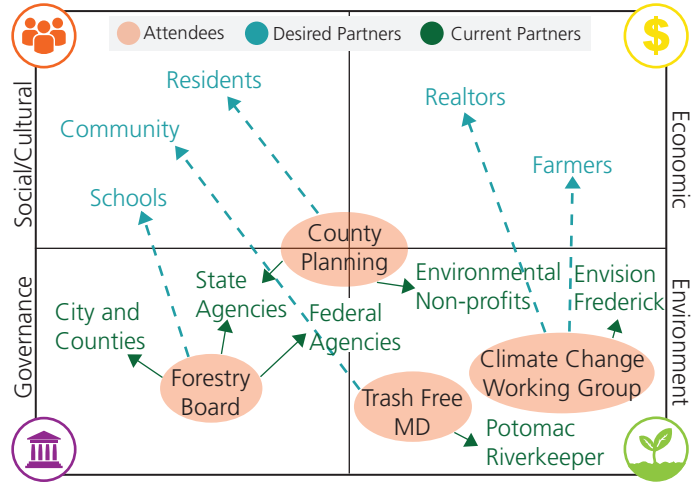 Attendees
Desired Partners
Current Partners
$
Social/Cultural
Economic
Residents
Realtors
Community
Farmers
Schools
County
Planning
Governance
Environment
State
Agencies
Environmental
Non-profits
Envision
Frederick
City and
Counties
Federal
Agencies
Forestry
Board
Climate Change
Working Group
Trash Free
MD
Potomac
Riverkeeper